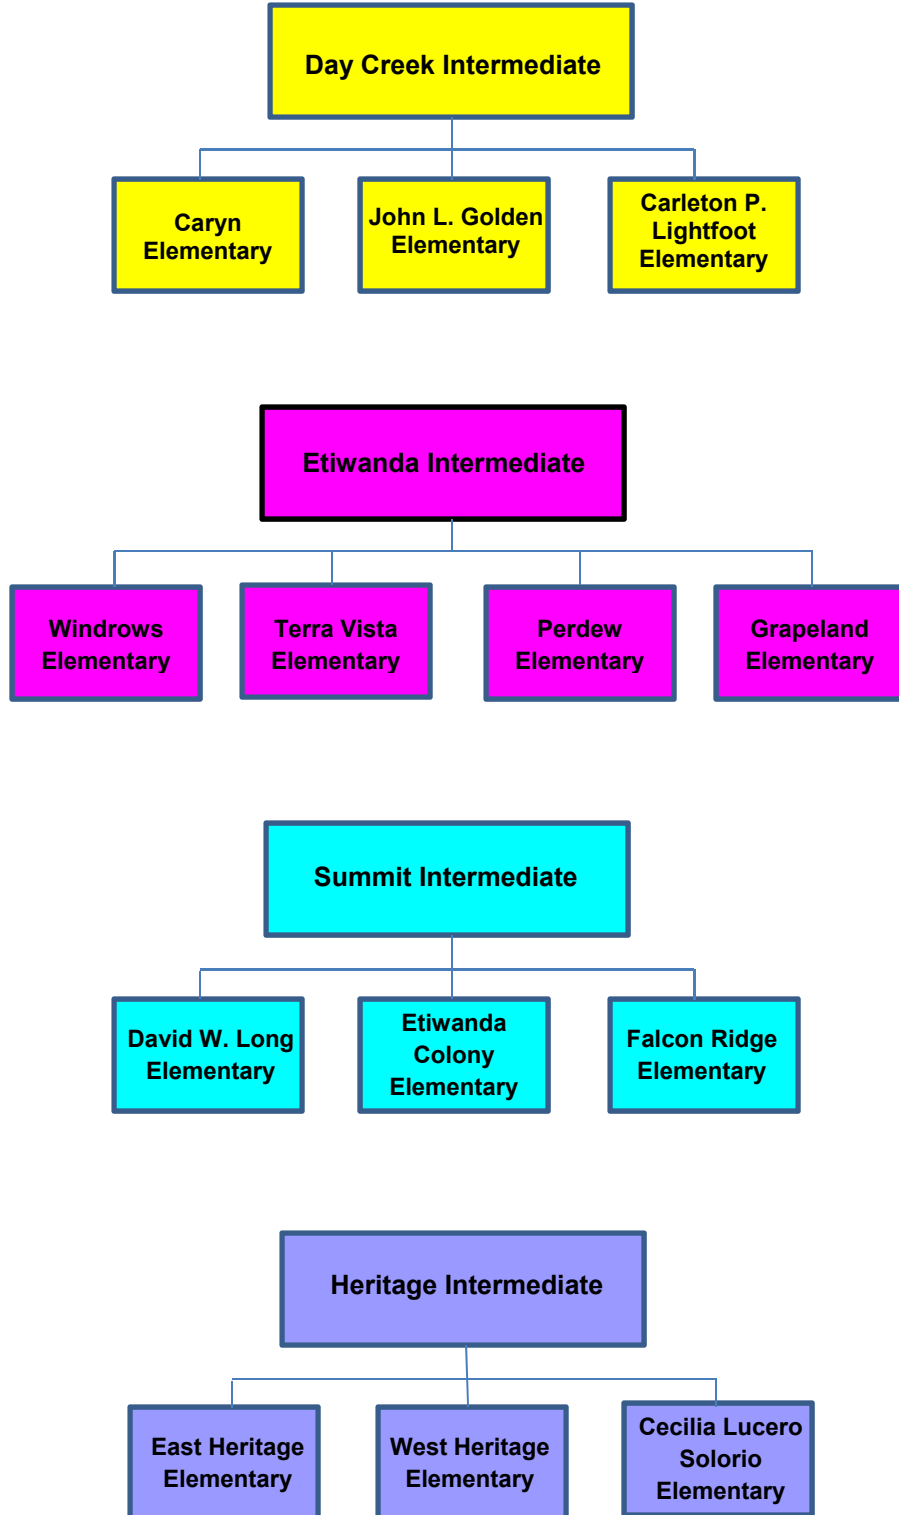 Day Creek Intermediate
Caryn
Elementary
John L. Golden
Elementary
Carleton P.
Lightfoot
Elementary
Etiwanda Intermediate
Windrows
Elementary
Terra Vista
Elementary
Perdew
Elementary
Grapeland
Elementary
Summit Intermediate
David W. Long
Elementary
Etiwanda
Colony
Elementary
Falcon Ridge
Elementary
Heritage Intermediate
East Heritage
Elementary
West Heritage
Elementary
Cecilia Lucero
Solorio
Elementary